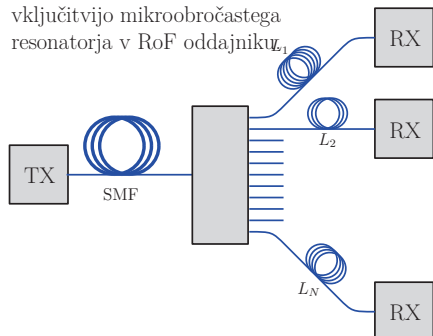 vključitvijo mikroobročastega
resonatorja v RoF oddajniku.
L1
RX
RX
L2
TX
SMF
LN
RX